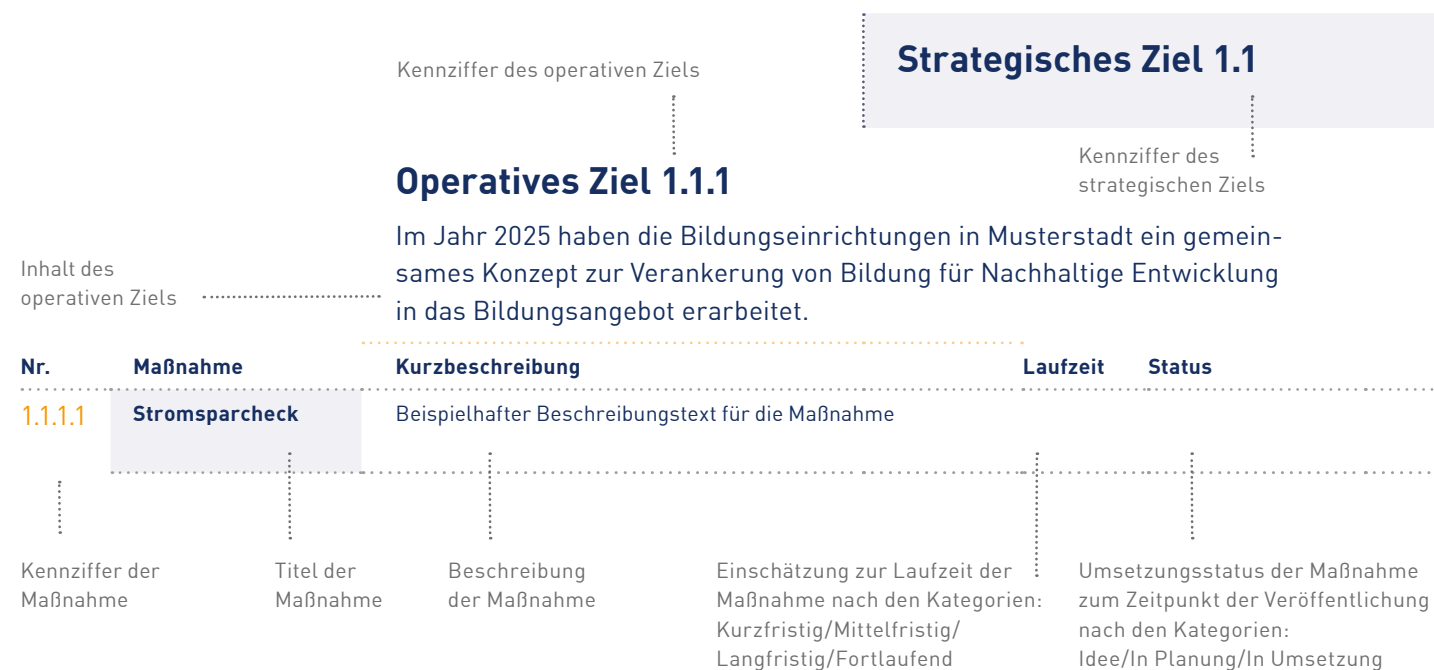 Strategisches Ziel 1.1
Kennziffer des operativen Ziels
Kennziffer des
strategischen Ziels
Operatives Ziel 1.1.1
Im Jahr 2025 haben die Bildungseinrichtungen in Musterstadt ein gemein-
sames Konzept zur Verankerung von Bildung für Nachhaltige Entwicklung
in das Bildungsangebot erarbeitet.
Inhalt des
operativen Ziels
Nr. Maßnahme Kurzbeschreibung Laufzeit Status
1.1.1.1 Stromsparcheck Beispielhafter Beschreibungstext für die Maßnahme
Kennziffer der
Maßnahme
Titel der
Maßnahme
Beschreibung
der Maßnahme
Einschätzung zur Laufzeit der
Maßnahme nach den Kategorien:
Kurzfristig/Mittelfristig/
Langfristig/Fortlaufend
Umsetzungsstatus der Maßnahme
zum Zeitpunkt der Veröffentlichung
nach den Kategorien:
Idee/In Planung/In Umsetzung